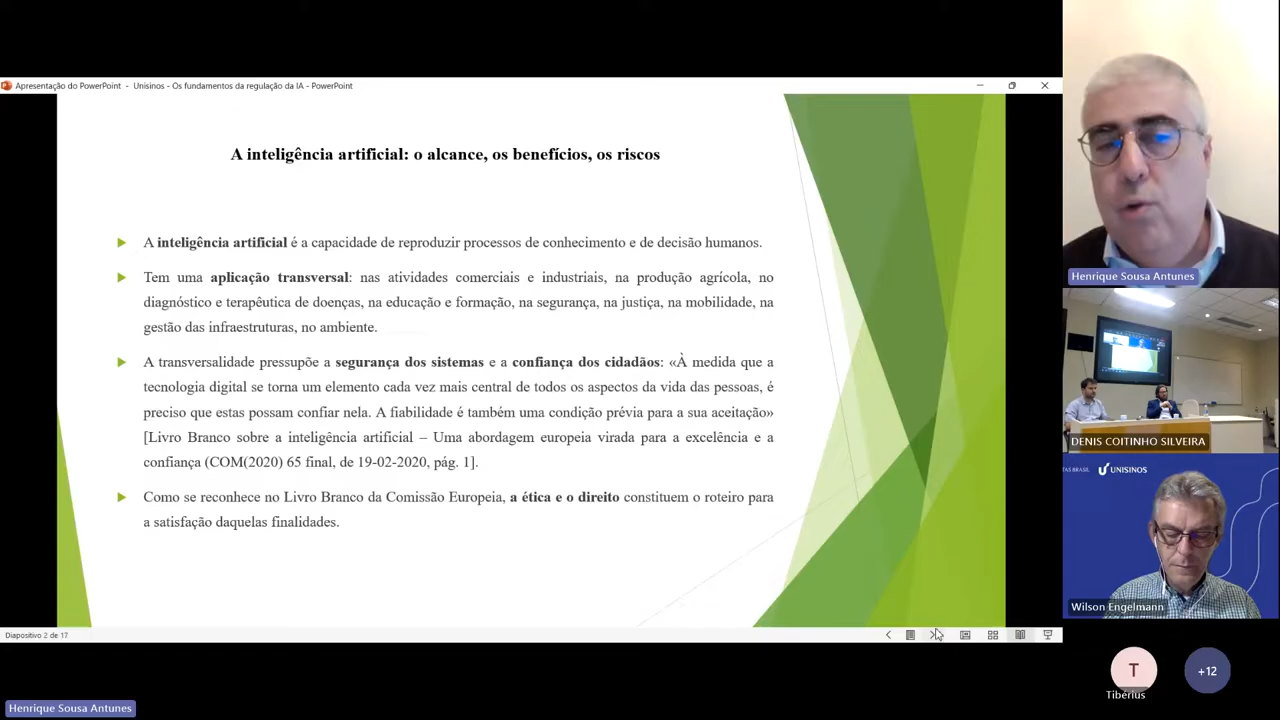 Apresentação do PowerPoint - Unisinos - Os fundamentos da regulação da IA - PowerPoint
A inteligência artificial: o alcance, os benefícios, os riscos
A inteligência artificial é a capacidade de reproduzir processos de conhecimento e de decisão humanos.
Tem uma aplicação transversal: nas atividades comerciais e industriais, na produção agrícola, no
diagnóstico e terapêutica de doenças, na educação e formação, na segurança, na justiça, na mobilidade, na
gestão das infraestruturas, no ambiente.
A transversalidade pressupõe a segurança dos sistemas e a confiança dos cidadãos: «À medida que a
tecnologia digital se torna um elemento cada vez mais central de todos os aspectos da vida das pessoas, é
preciso que estas possam confiar nela. A fiabilidade é também uma condição prévia para a sua aceitação»
[Livro Branco sobre a inteligência artificial – Uma abordagem europeia virada para a excelência e a
confiança (COM(2020) 65 final, de 19-02-2020, pág. 1].
Como se reconhece no Livro Branco da Comissão Europeia, a ética e o direito constituem o roteiro para
a satisfação daquelas finalidades.
Diapositivo 2 de 17
Henrique Sousa Antunes
Henrique Sousa Antunes
DENIS COITINHO SILVEIRA
BRASIL
UNISINOS
Wilson Engelmann
T
Tibérius
+12